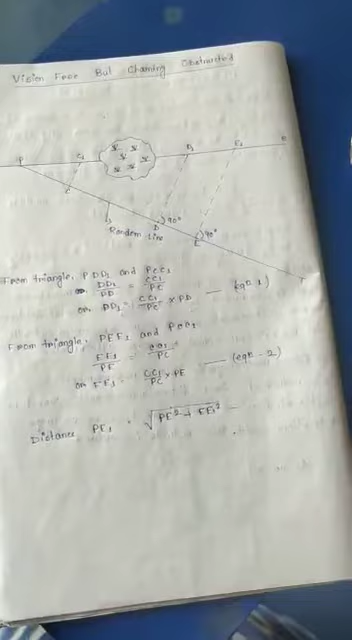 Vision Free But Chaining Obstructed
P C1 D1 E1 Q
C
Random Line
D 90°
E 90°
From triangle, PDD1 and PCC1
DD1/PD = CC1/PC
or, DD1 = CC1/PC × PD — (eqn 1)
From triangle, PEE1 and PCC1
EE1/PE = CC1/PC
or EE1 = CC1/PC × PE — (eqn - 2)
Distance PE1 = √PE² + EE1²